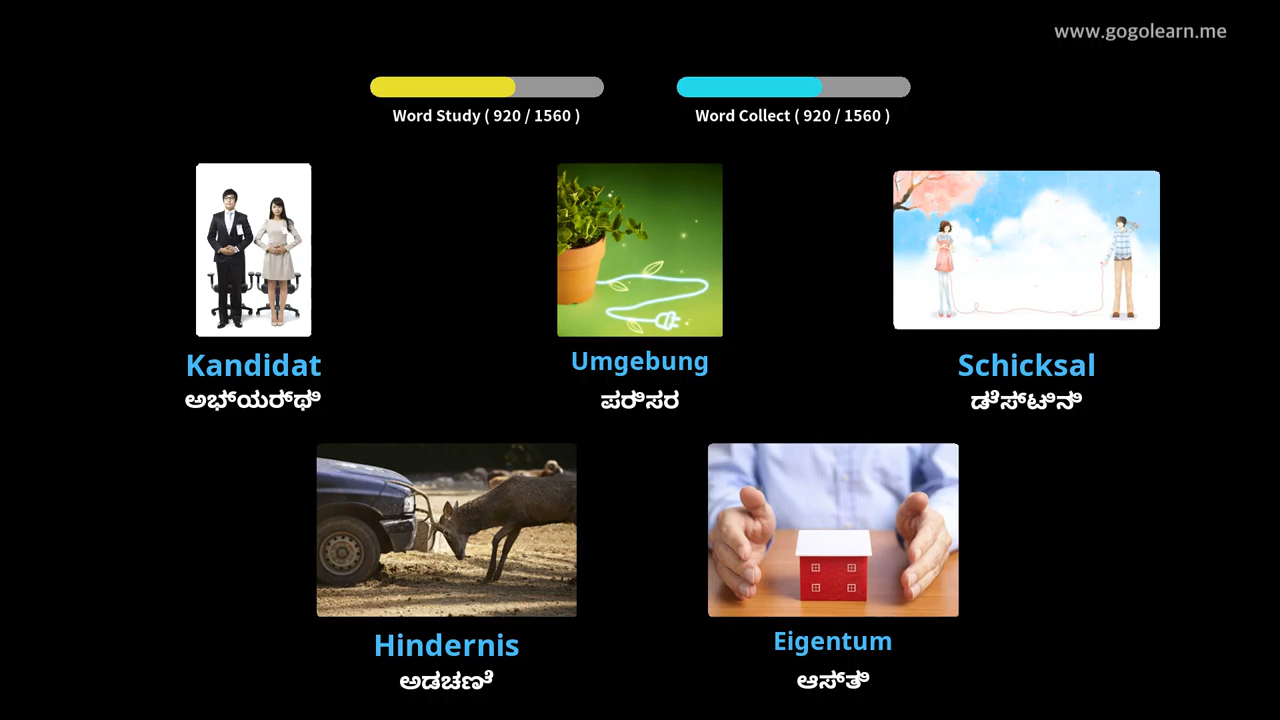 www.gogolearn.me
Word Study ( 920 / 1560 )
Word Collect ( 920 / 1560 )
Kandidat
ಅಭ್ಯರ್ಥಿ
Umgebung
ಪರಿಸರ
Schicksal
ಡೆಸ್ಟಿನಿ
Hindernis
ಅಡಚಣೆ
Eigentum
ಆಸ್ತಿ